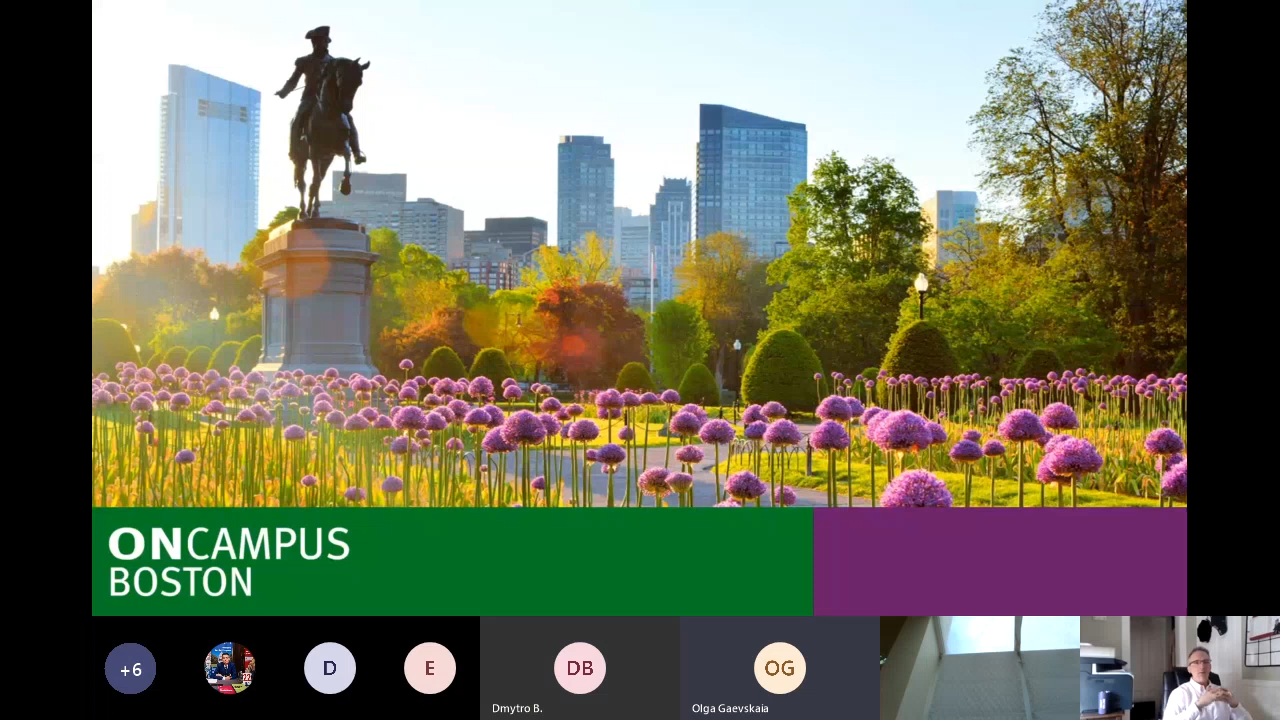 ONCAMPUS
BOSTON
+6
D
E
DB
OG
Dmytro B.
Olga Gaevskaia